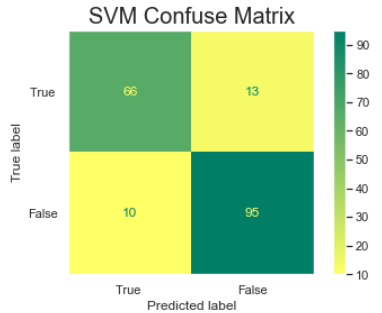 SVM Confuse Matrix
True label
True
66
13
False
10
95
True
False
Predicted label
90
80
70
60
50
40
30
20
10